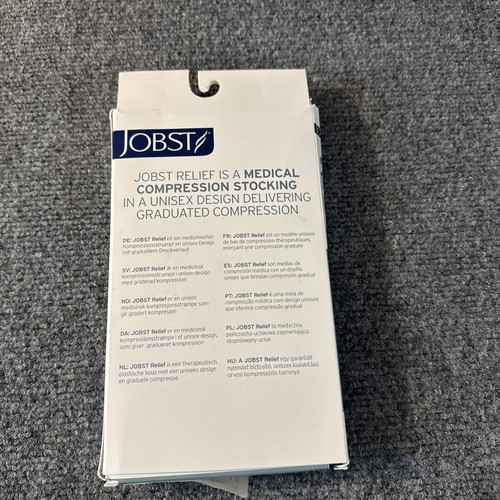 JOBST
JOBST RELIEF IS A MEDICAL
COMPRESSION STOCKING
IN A UNISEX DESIGN DELIVERING
GRADUATED COMPRESSION
DE: JOBST Relief ist ein medizinischer
Kompressionsstrumpf im Unisex-Design
mit graduellem Druckverlauf
SV: JOBST Relief är en medicinsk
kompressionsstrumpa i unisex-design
med graderad kompression
NO: JOBST Relief er en unisex
medisinsk kompresjonsstrømpe som
gir gradert kompresjon
DA: JOBST Relief er en medicinsk
kompressionsstrømpe i et unisex-design,
som giver gradueret kompression
NL: JOBST Relief is een therapeutisch
elastische kous met een uniseks design
en graduele compressie
FR: JOBST Relief est un modèle unisexe
de bas de compression thérapeutiques,
exerçant une compression graduée
ES: JOBST Relief son medias de
compresión médica con un diseño
unisex que brindan compresión gradual
PT: JOBST Relief é uma meia de
compressão médica com design unissex
que oferece compressão gradual
PL: JOBST Relief to medyczna
pończocha uciskowa zapewniająca
stopniowany ucisk
HU: A JOBST Relief egy garantált
nyomást biztosító, uniszex kialakítású
orvosi kompressziós harisnya